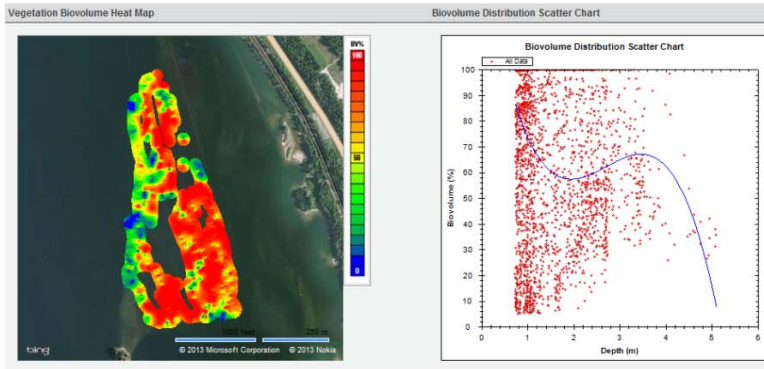 Vegetation Biovolume Heat Map
Biovolume Distribution Scatter Chart
BV%
100
50
0
1000 feet
250 m
bing
© 2013 Microsoft Corporation © 2013 Nokia
Biovolume Distribution Scatter Chart
All Data
Biovolume (%)
100
90
80
70
60
50
40
30
20
10
0
0 1 2 3 4 5 6
Depth (m)